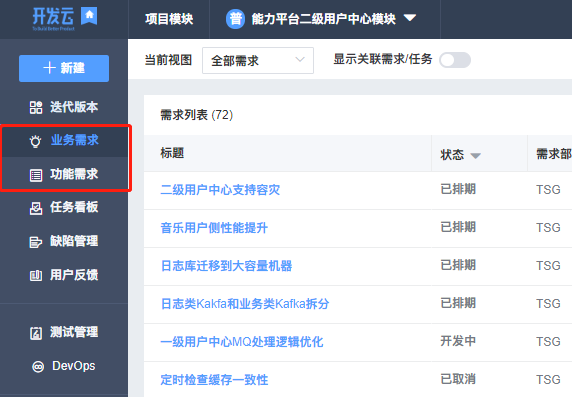 开发云
To Build Better Product
项目模块
普 能力平台二级用户中心模块
新建
当前视图 全部需求 显示关联需求/任务
迭代版本
业务需求
功能需求
任务看板
缺陷管理
用户反馈
测试管理
DevOps
需求列表 (72)
标题 状态 需求部
二级用户中心支持容灾 已排期 TSG
音乐用户侧性能提升 已排期 TSG
日志库迁移到大容量机器 已排期 TSG
日志类Kakfa和业务类Kafka拆分 已排期 TSG
一级用户中心MQ处理逻辑优化 开发中 TSG
定时检查缓存一致性 已取消 TSG